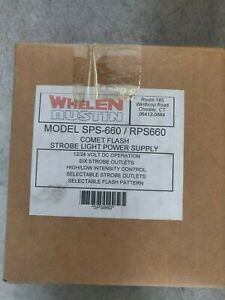 WHELEN
AUSTIN
Route 145
Winthrop Road
Chester, CT
06412-0684
MODEL SPS-660 / RPS660
COMET FLASH
STROBE LIGHT POWER SUPPLY
12/24 VOLT DC OPERATION
SIX STROBE OUTLETS
HIGH/LOW INTENSITY CONTROL
SELECTABLE STROBE OUTLETS
SELECTABLE FLASH PATTERN
*SPS660*